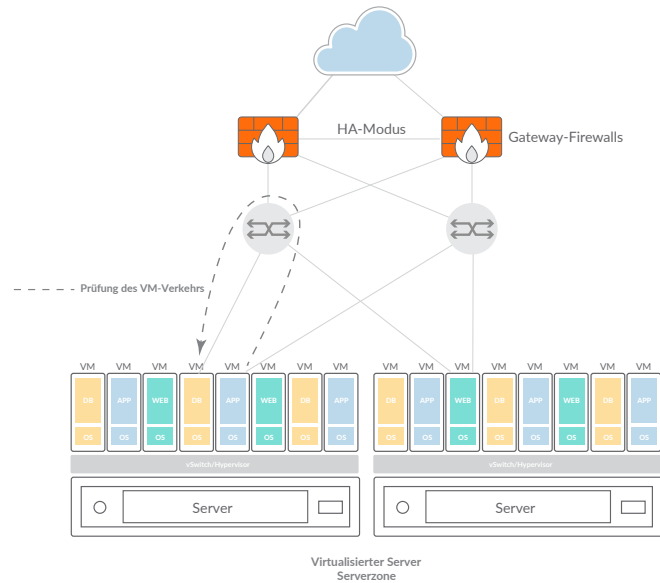 HA-Modus
Gateway-Firewalls
Prüfung des VM-Verkehrs
VM VM VM VM VM VM VM VM VM VM VM VM VM VM VM VM
DB APP WEB DB APP WEB DB APP DB APP WEB DB APP WEB DB APP
OS OS OS OS OS OS OS OS OS OS OS OS OS OS OS OS
vSwitch/Hypervisor vSwitch/Hypervisor
Server Server
Virtualisierter Server
Serverzone